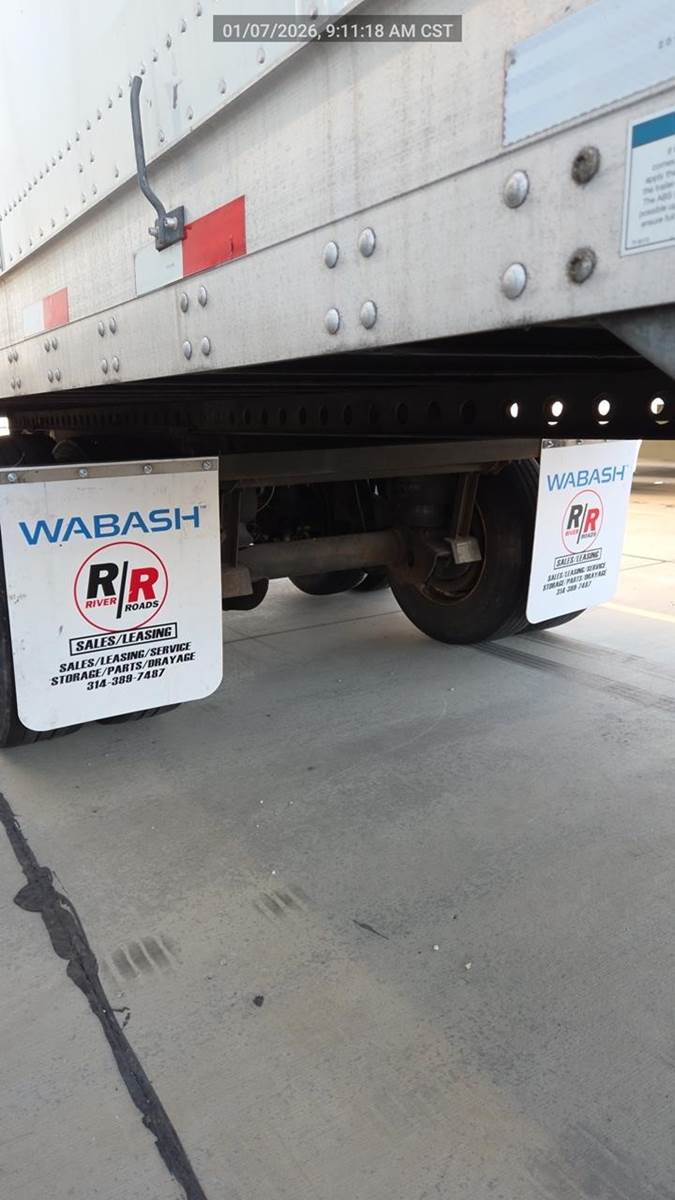 01/07/2026, 9:11:18 AM CST
WABASH™
R/R
RIVER ROADS
SALES/LEASING
SALES/LEASING/SERVICE
STORAGE/PARTS/DRAYAGE
314-389-7487
WABASH
R/R
RIVER ROADS
SALES/LEASING
SALES/LEASING/SERVICE
STORAGE/PARTS/DRAYAGE
314-389-7487